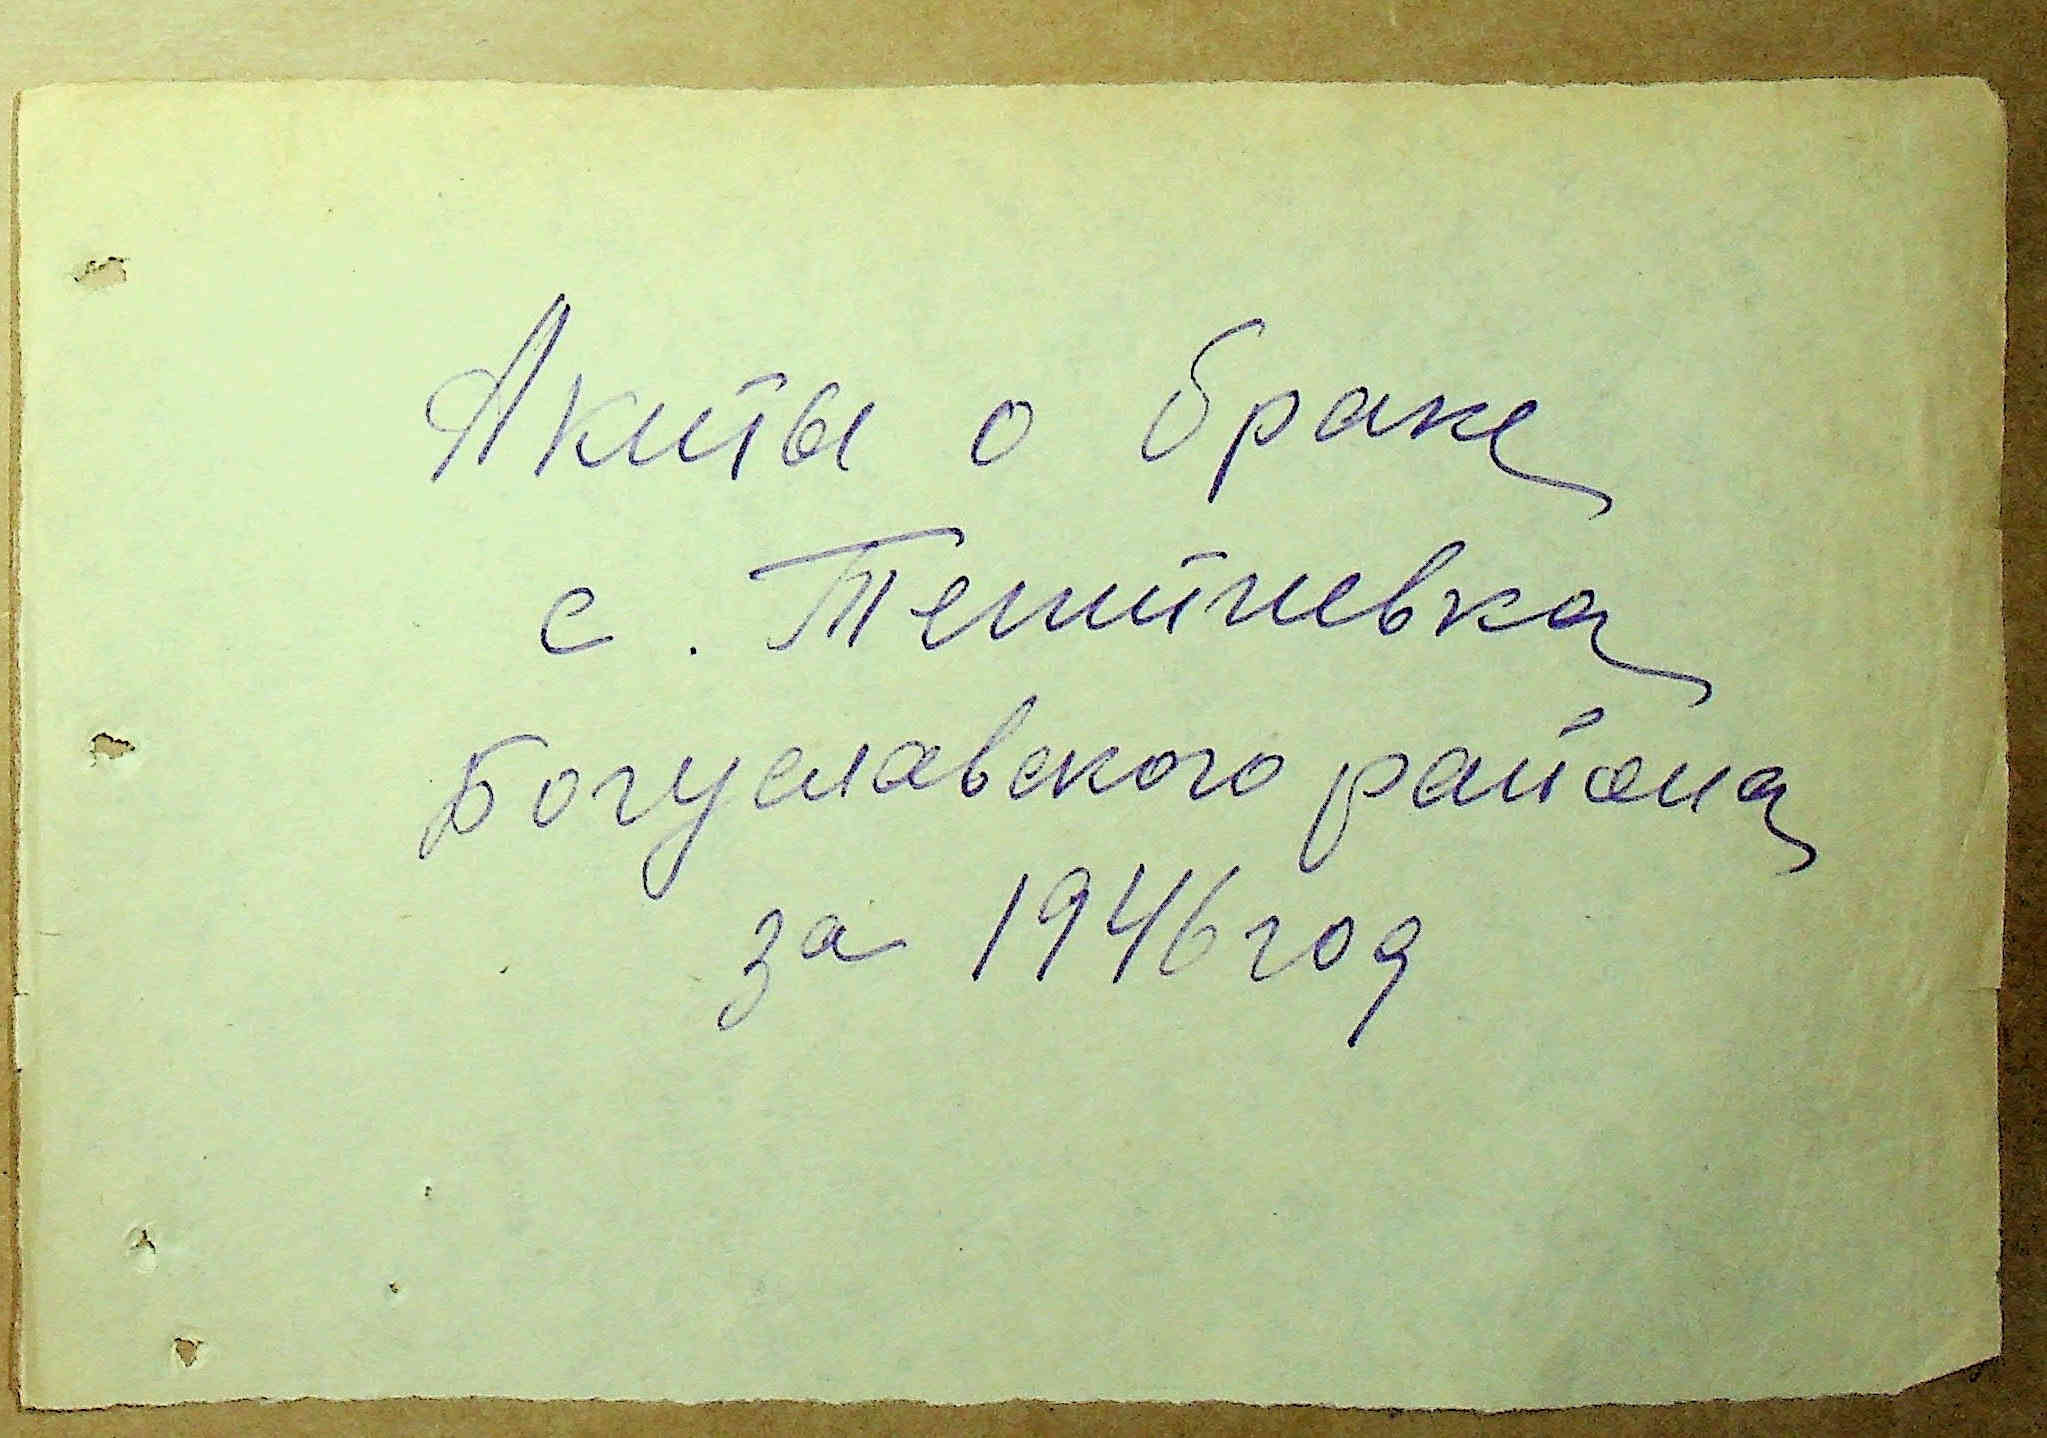 Акты о браке
с. Тептиевка
Богуславского района
за 1946 год